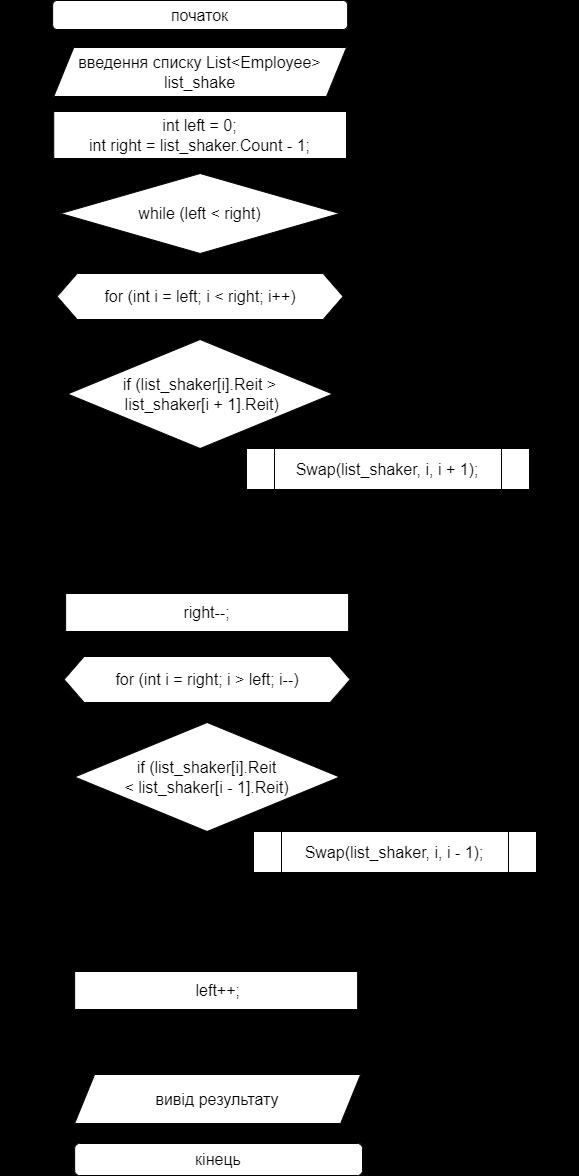 початок
введення списку List<Employee>
list_shake
int left = 0;
int right = list_shaker.Count - 1;
while (left < right)
for (int i = left; i < right; i++)
if (list_shaker[i].Reit >
list_shaker[i + 1].Reit)
Swap(list_shaker, i, i + 1);
right--;
for (int i = right; i > left; i--)
if (list_shaker[i].Reit
< list_shaker[i - 1].Reit)
Swap(list_shaker, i, i - 1);
left++;
вивід результату
кінець